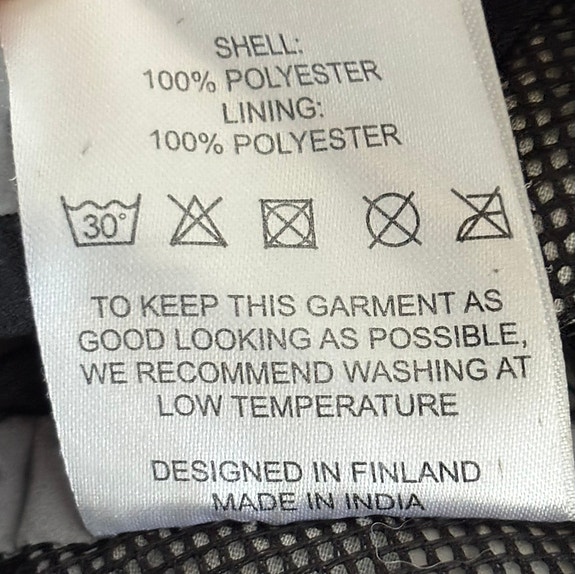 SHELL:
100% POLYESTER
LINING:
100% POLYESTER
30°
TO KEEP THIS GARMENT AS
GOOD LOOKING AS POSSIBLE,
WE RECOMMEND WASHING AT
LOW TEMPERATURE
DESIGNED IN FINLAND
MADE IN INDIA